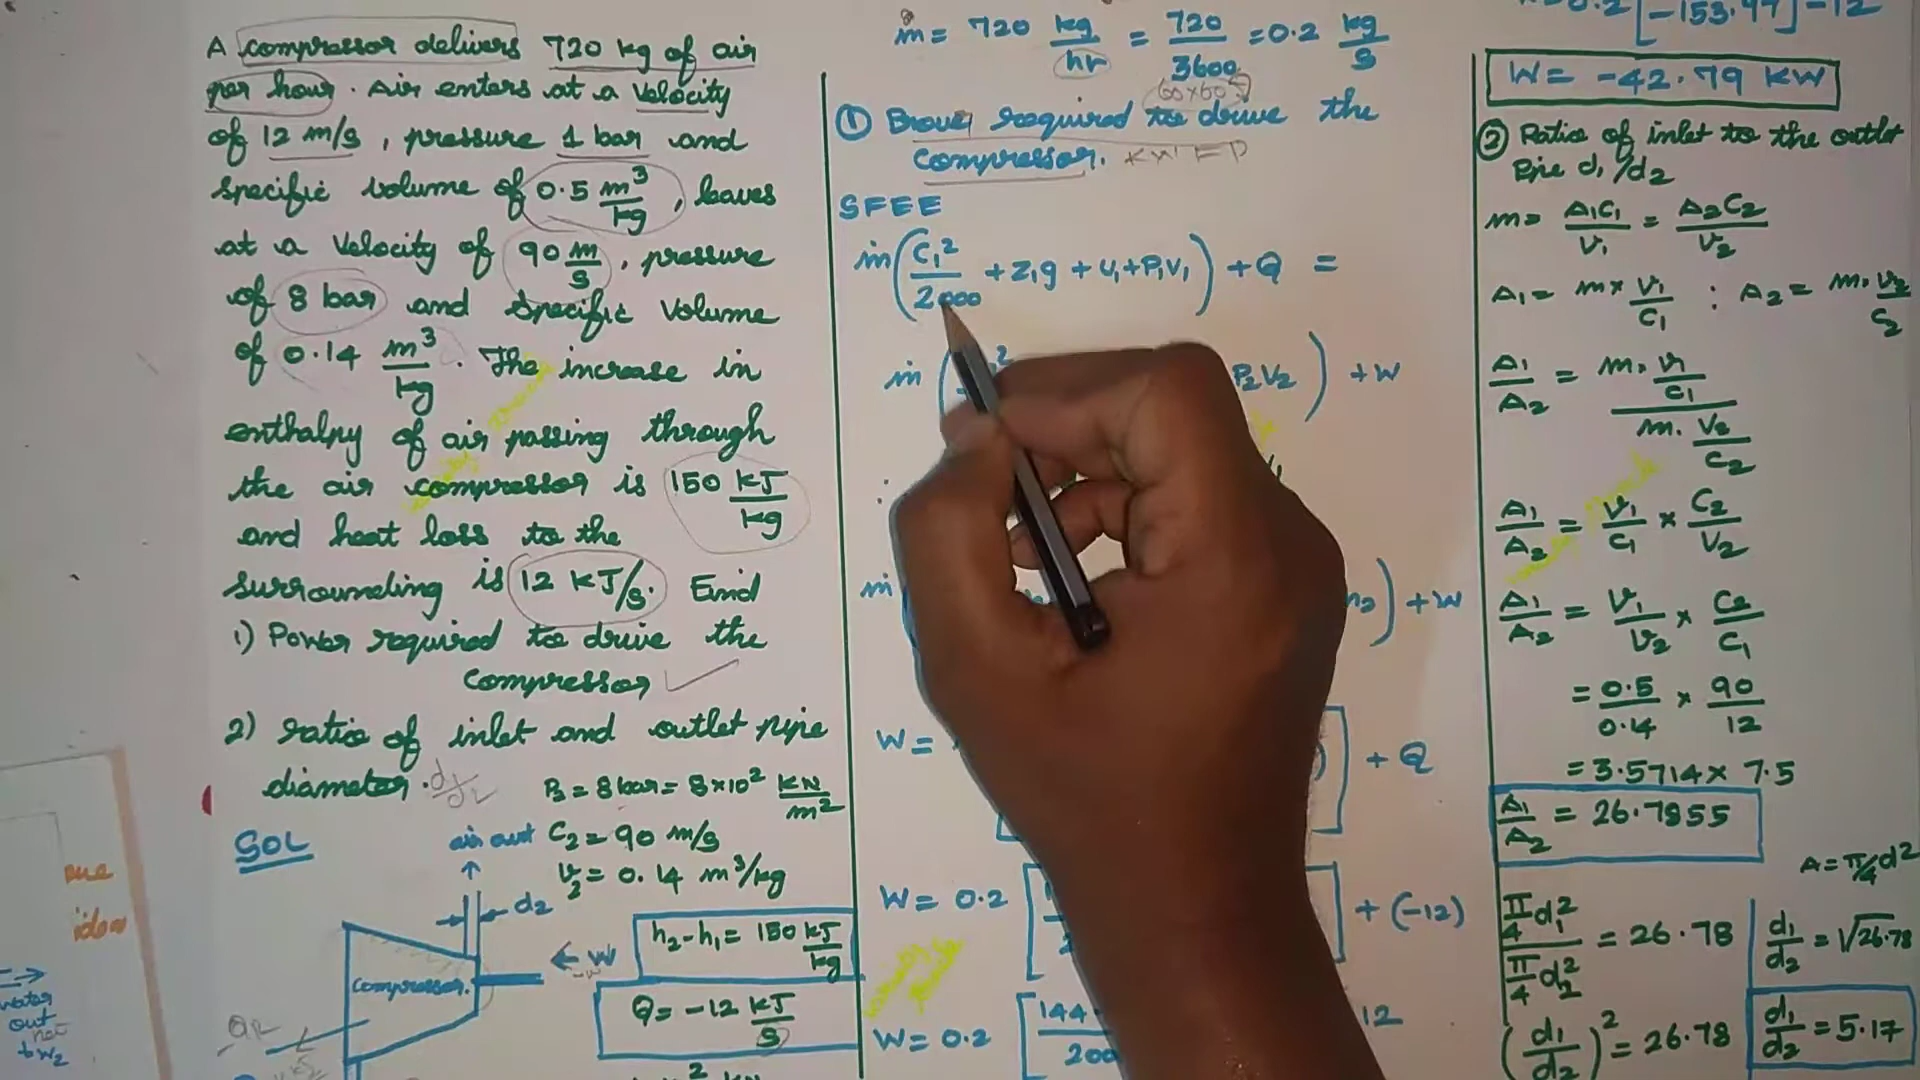 A compressor delivers 720 kg of air
per hour. Air enters at a velocity
of 12 m/s, pressure 1 bar and
specific volume of 0.5 m³/kg, leaves
at a velocity of 90 m/s, pressure
of 8 bar and specific volume
of 0.14 m³/kg. The increase in
enthalpy of air passing through
the air compressor is 150 kJ/kg
and heat loss to the
surrounding is 12 kJ/s. Find
1) Power required to drive the
compressor
2) ratio of inlet and outlet pipe
diameter. d₁/d₂
P₂ = 8 bar = 8×10² kN/m²
SOL
air out C₂ = 90 m/s
v₂ = 0.14 m³/kg
d₂
h₂-h₁ = 150 kJ/kg
← W
-W
compressor.
Q = -12 kJ/s
me
water
out
ṁ = 720 kg/hr = 720/3600 = 0.2 kg/s
60×60
① Power required to drive the
compressor. KW
SFEE
ṁ(C₁²/2000 + Z₁g + u₁ + P₁V₁) + Q =
ṁ( P₂V₂) + W
ṁ( ) + W
W = + Q
W = 0.2 [ ] + (-12)
W = 0.2 [144 12
[-153.97] -12
W = -42.79 KW
② Ratio of inlet to the outlet
Pipe d₁/d₂
m = A₁C₁/V₁ = A₂C₂/V₂
A₁ = m × V₁/C₁ : A₂ = m. V₂/C₂
A₁/A₂ = m. V₁/C₁ / m. V₂/C₂
A₁/A₂ = V₁/C₁ × C₂/V₂
A₁/A₂ = V₁/V₂ × C₂/C₁
= 0.5/0.14 × 90/12
= 3.5714 × 7.5
A₁/A₂ = 26.7855
A = π/4 d²
π/4 d₁² / π/4 d₂² = 26.78
(d₁/d₂)² = 26.78
d₁/d₂ = √26.78
d₁/d₂ = 5.17